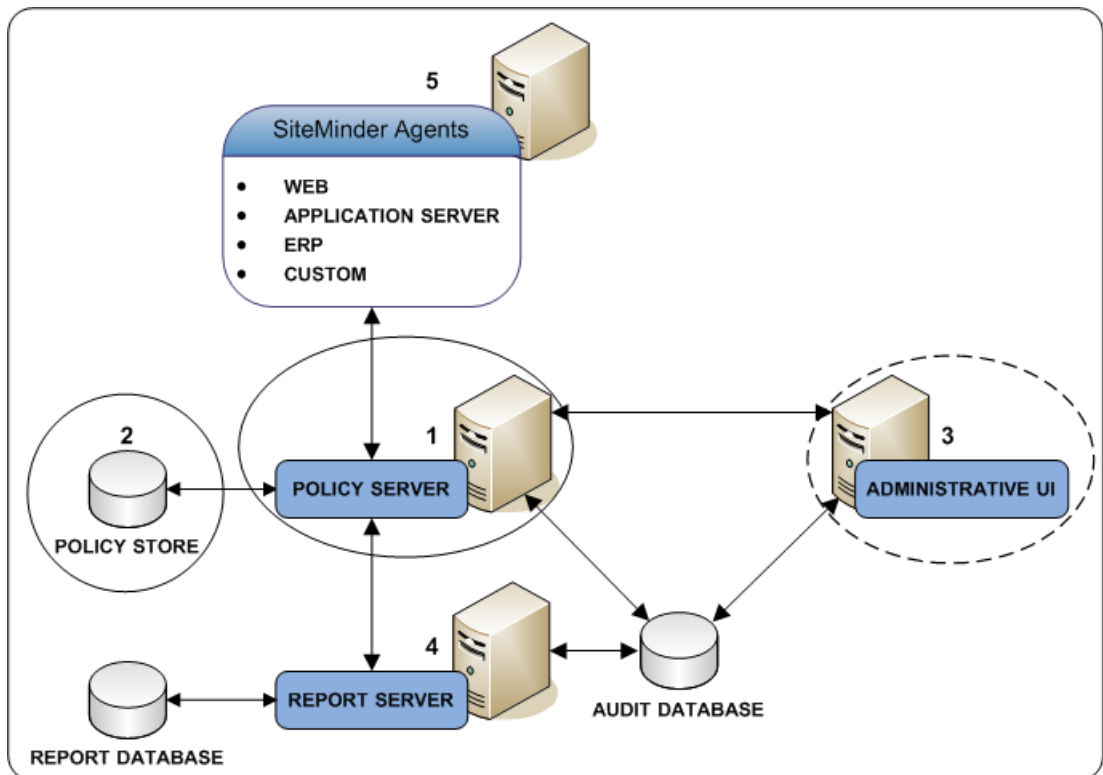 5
SiteMinder Agents
• WEB
• APPLICATION SERVER
• ERP
• CUSTOM
2
1
3
POLICY SERVER
ADMINISTRATIVE UI
POLICY STORE
4
REPORT SERVER
AUDIT DATABASE
REPORT DATABASE